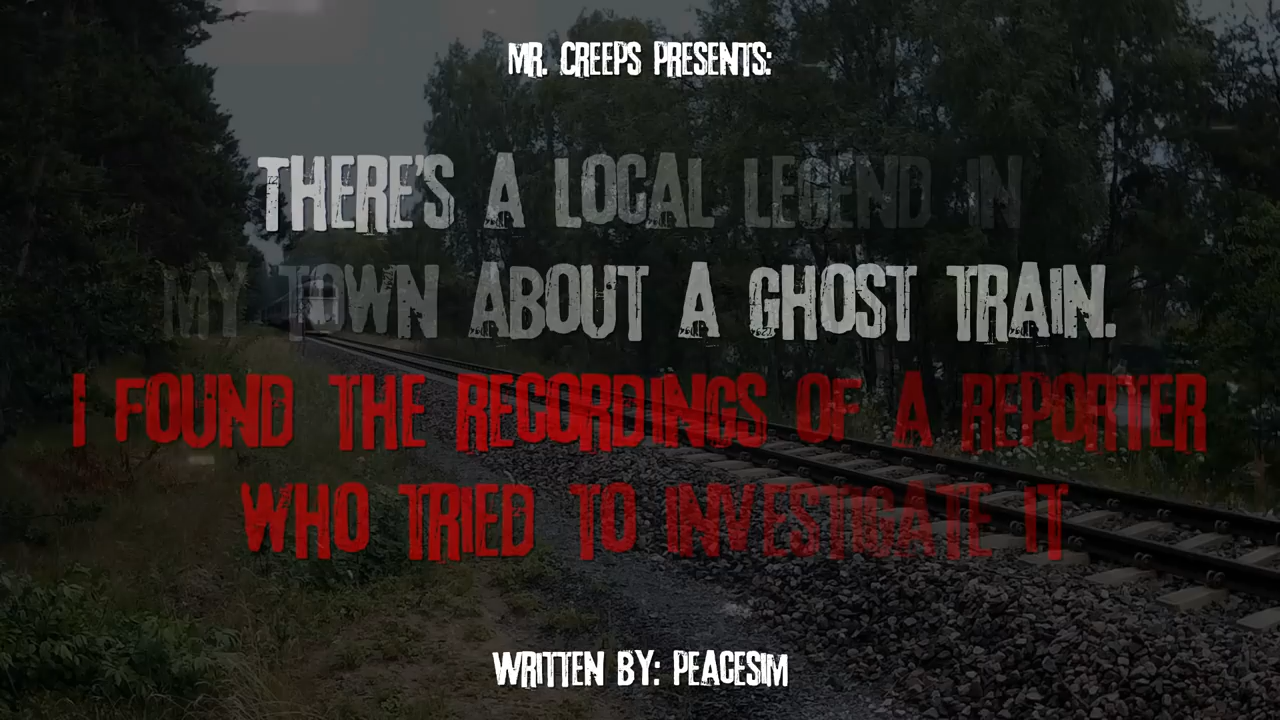 MR. CREEPS PRESENTS:
THERE'S A LOCAL LEGEND IN
MY TOWN ABOUT A GHOST TRAIN.
I FOUND THE RECORDINGS OF A REPORTER
WHO TRIED TO INVESTIGATE IT
WRITTEN BY: PEACESIM